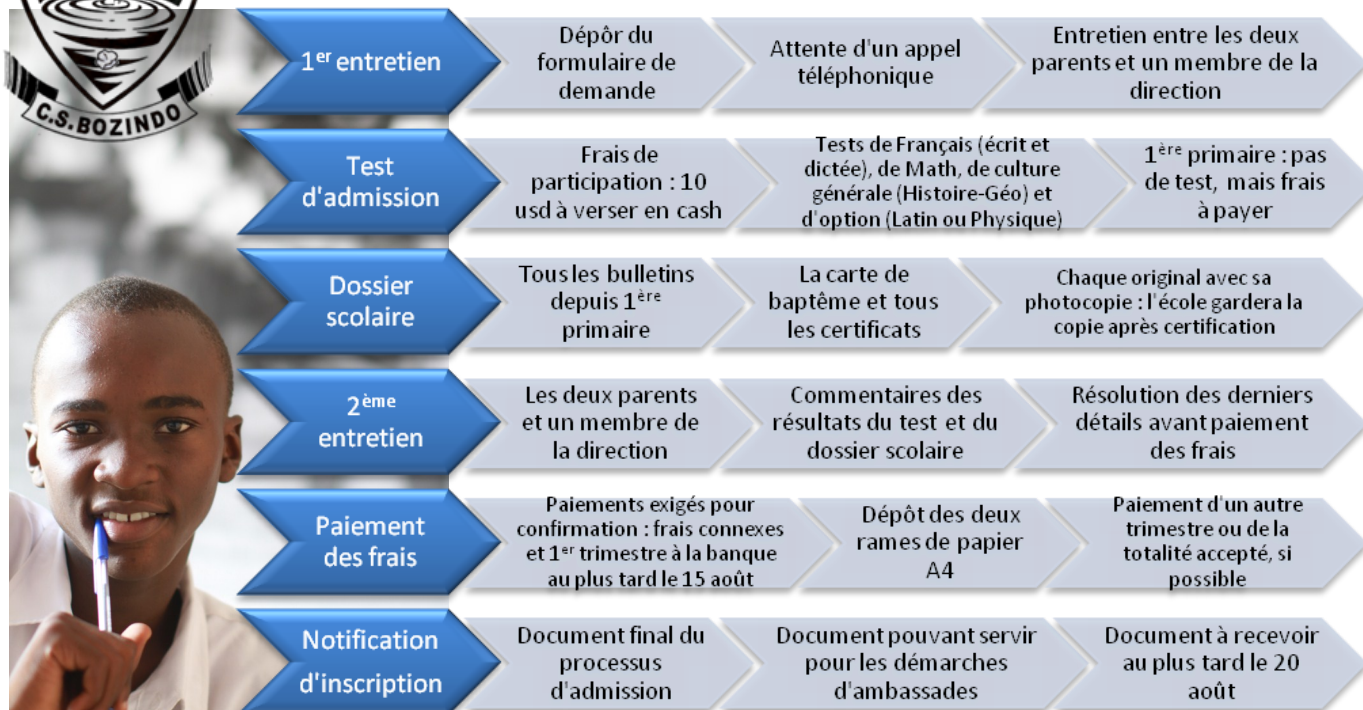 C.S.BOZINDO
1er entretien
Dépôr du
formulaire de
demande
Attente d'un appel
téléphonique
Entretien entre les deux
parents et un membre de la
direction
Test
d'admission
Frais de
participation : 10
usd à verser en cash
Tests de Français (écrit et
dictée), de Math, de culture
générale (Histoire-Géo) et
d'option (Latin ou Physique)
1ère primaire : pas
de test, mais frais
à payer
Dossier
scolaire
Tous les bulletins
depuis 1ère
primaire
La carte de
baptême et tous
les certificats
Chaque original avec sa
photocopie : l'école gardera la
copie après certification
2ème
entretien
Les deux parents
et un membre de
la direction
Commentaires des
résultats du test et du
dossier scolaire
Résolution des derniers
détails avant paiement
des frais
Paiement
des frais
Paiements exigés pour
confirmation : frais connexes
et 1er trimestre à la banque
au plus tard le 15 août
Dépôt des deux
rames de papier
A4
Paiement d'un autre
trimestre ou de la
totalité accepté, si
possible
Notification
d'inscription
Document final du
processus
d'admission
Document pouvant servir
pour les démarches
d'ambassades
Document à recevoir
au plus tard le 20
août